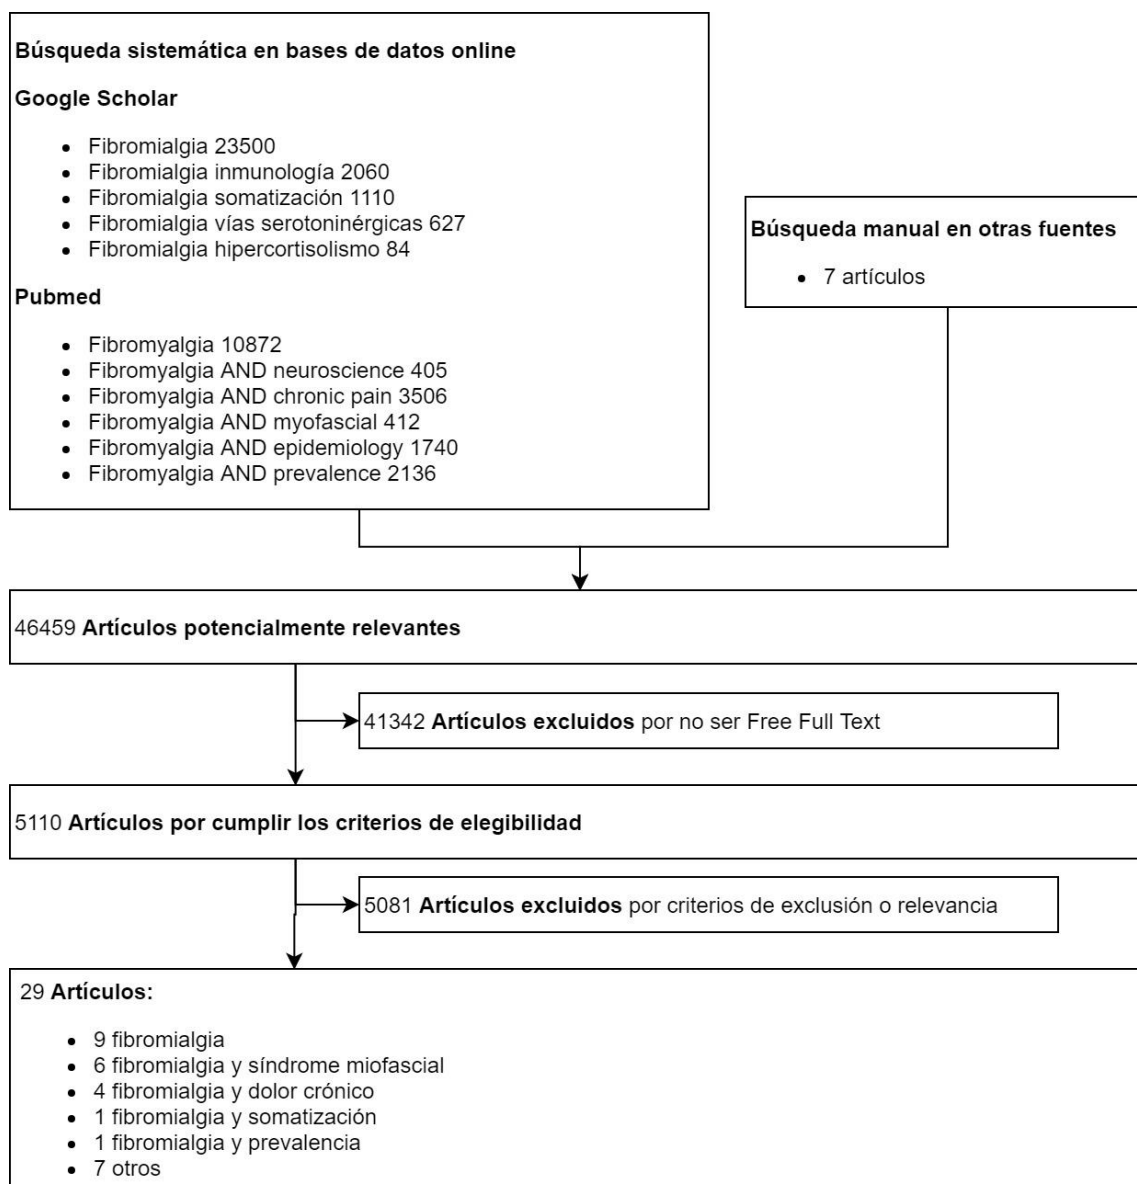 Búsqueda sistemática en bases de datos online
Google Scholar
Fibromialgia 23500
Fibromialgia inmunología 2060
Fibromialgia somatización 1110
Fibromialgia vías serotoninérgicas 627
Fibromialgia hipercortisolismo 84
Pubmed
Fibromyalgia 10872
Fibromyalgia AND neuroscience 405
Fibromyalgia AND chronic pain 3506
Fibromyalgia AND myofascial 412
Fibromyalgia AND epidemiology 1740
Fibromyalgia AND prevalence 2136
Búsqueda manual en otras fuentes
7 artículos
46459 Artículos potencialmente relevantes
41342 Artículos excluidos por no ser Free Full Text
5110 Artículos por cumplir los criterios de elegibilidad
5081 Artículos excluidos por criterios de exclusión o relevancia
29 Artículos:
9 fibromialgia
6 fibromialgia y síndrome miofascial
4 fibromialgia y dolor crónico
1 fibromialgia y somatización
1 fibromialgia y prevalencia
7 otros